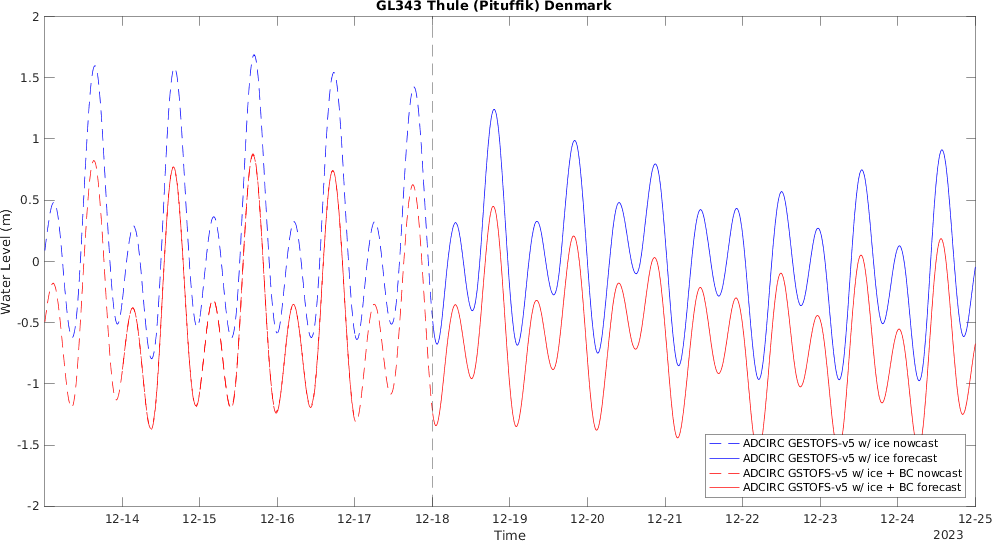 GL343 Thule (Pituffik) Denmark
2
1.5
1
0.5
0
-0.5
-1
-1.5
-2
Water Level (m)
ADCIRC GESTOFS-v5 w/ ice nowcast
ADCIRC GESTOFS-v5 w/ ice forecast
ADCIRC GSTOFS-v5 w/ ice + BC nowcast
ADCIRC GSTOFS-v5 w/ ice + BC forecast
12-14 12-15 12-16 12-17 12-18 12-19 12-20 12-21 12-22 12-23 12-24 12-25
Time
2023